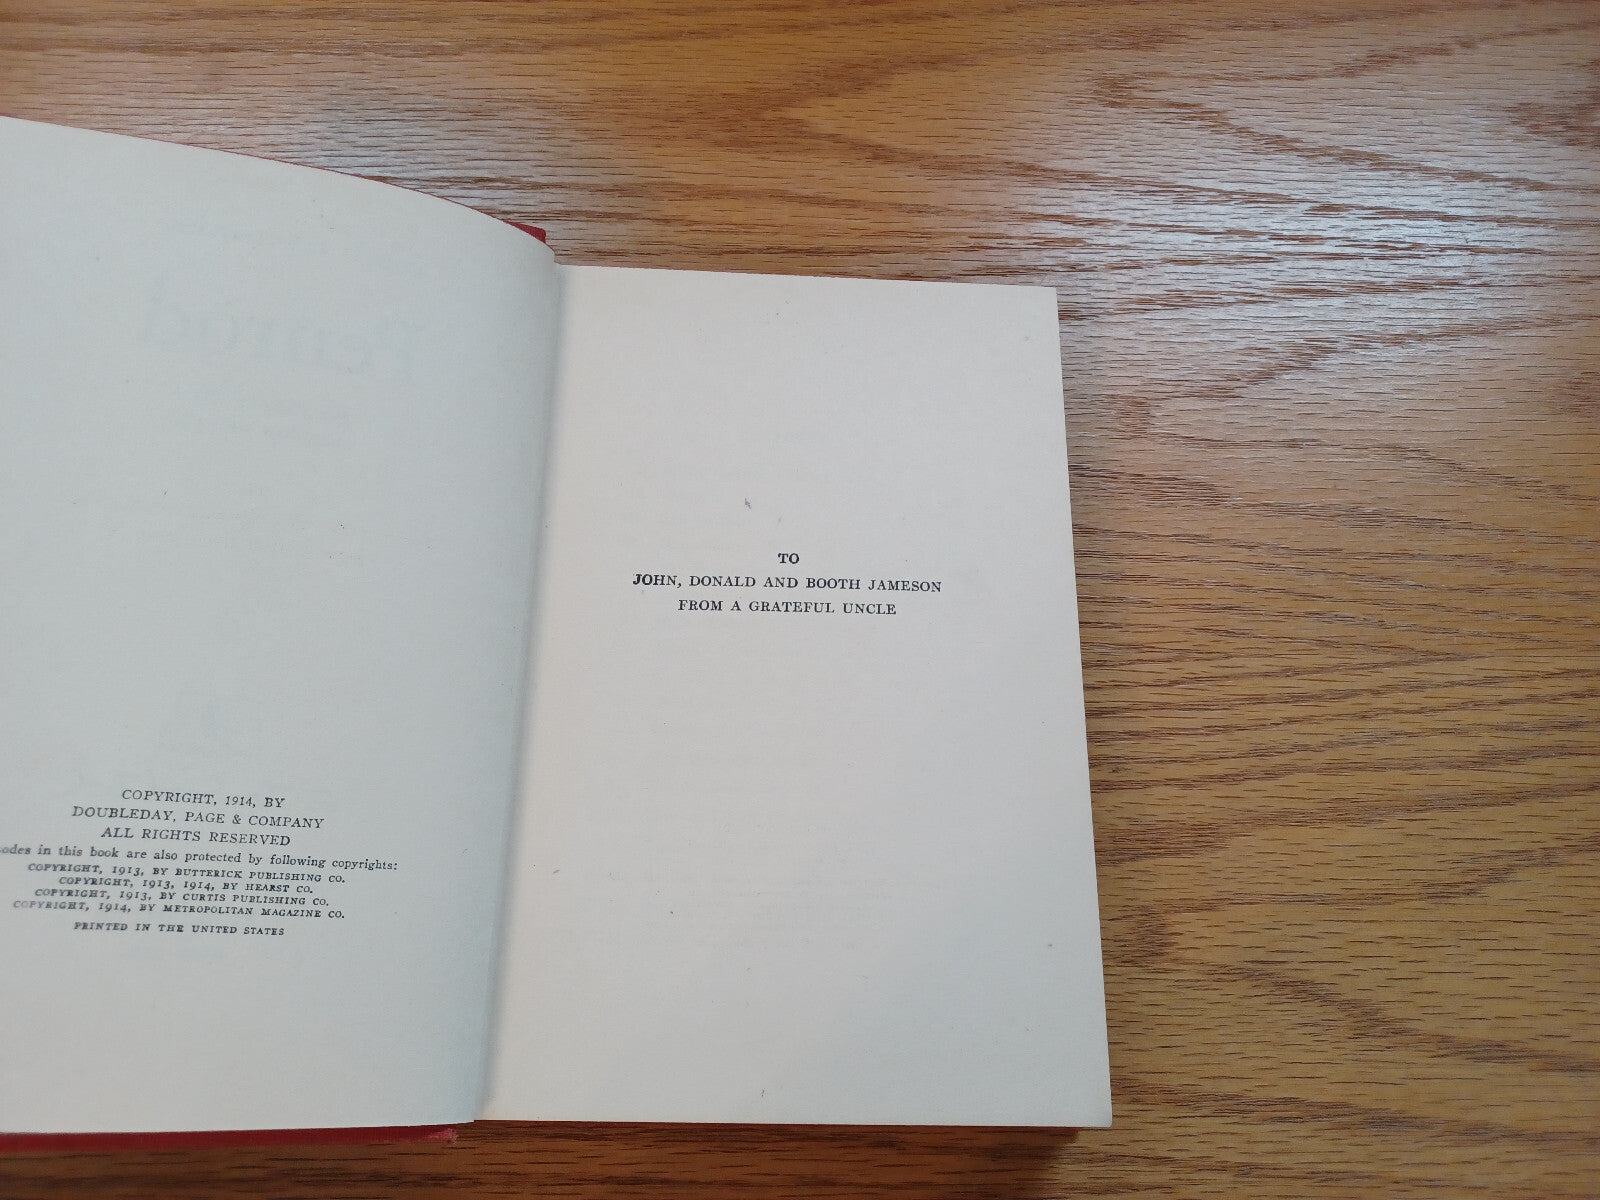 COPYRIGHT, 1914, BY
DOUBLEDAY, PAGE & COMPANY
ALL RIGHTS RESERVED
in this book are also protected by following copyrights:
COPYRIGHT, 1913, BY BUTTERICK PUBLISHING CO.
COPYRIGHT, 1913, 1914, BY HEARST CO.
COPYRIGHT, 1913, BY CURTIS PUBLISHING CO.
COPYRIGHT, 1914, BY METROPOLITAN MAGAZINE CO.
PRINTED IN THE UNITED STATES
TO
JOHN, DONALD AND BOOTH JAMESON
FROM A GRATEFUL UNCLE